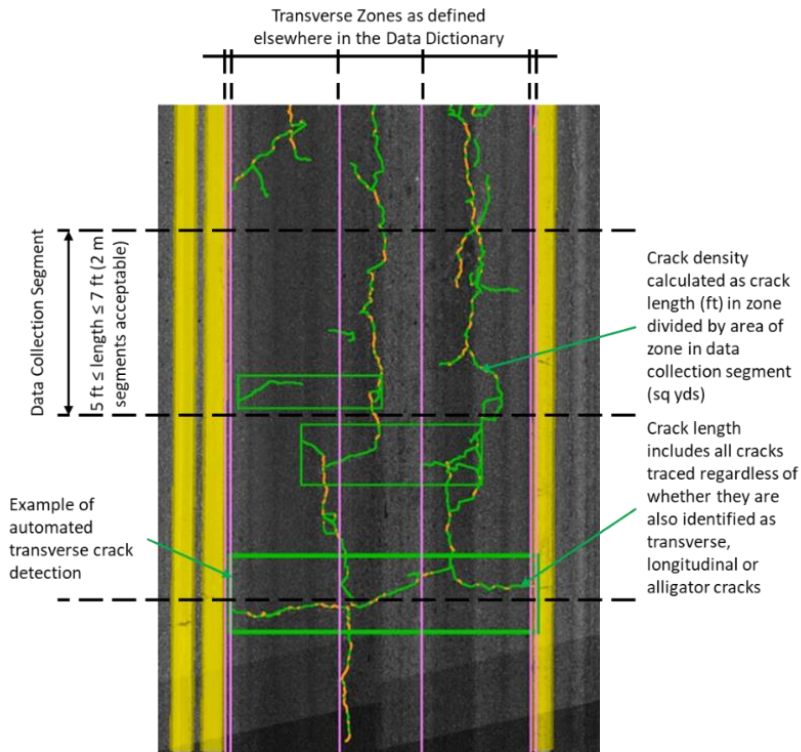 Transverse Zones as defined
elsewhere in the Data Dictionary
Data Collection Segment
5 ft ≤ length ≤ 7 ft (2 m
segments acceptable)
Crack density
calculated as crack
length (ft) in zone
divided by area of
zone in data
collection segment
(sq yds)
Crack length
includes all cracks
traced regardless of
whether they are
also identified as
transverse,
longitudinal or
alligator cracks
Example of
automated
transverse crack
detection